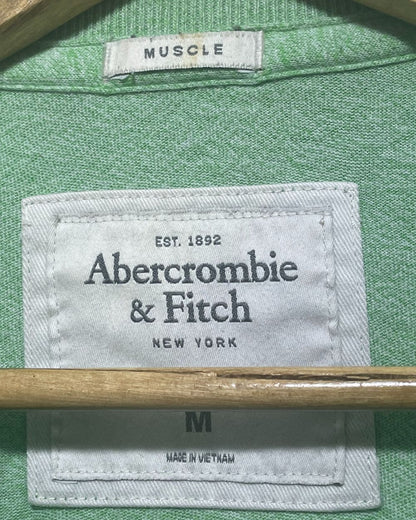 MUSCLE
EST. 1892
Abercrombie
& Fitch
NEW YORK
M
MADE IN VIETNAM